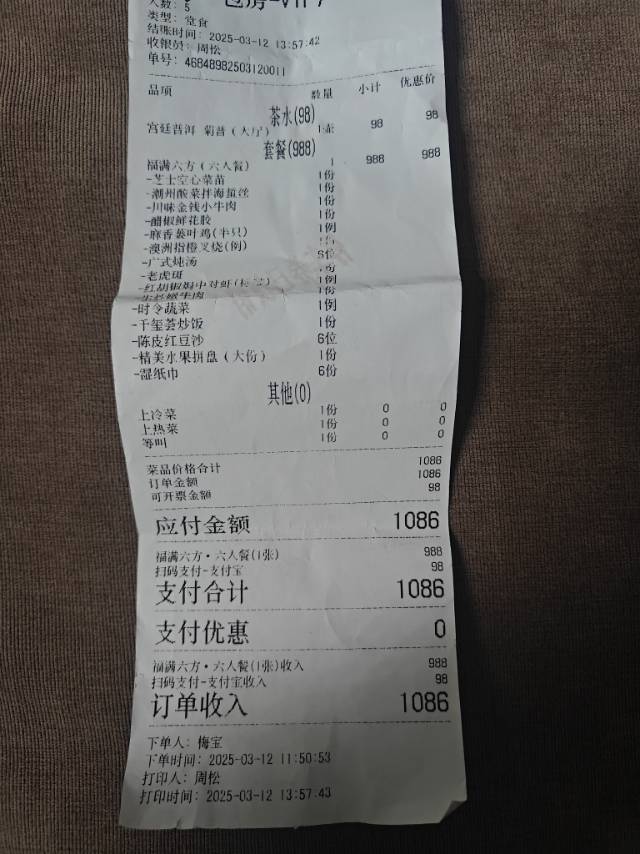 人数: 5
类型: 堂食
结账时间: 2025-03-12 13:57:42
收银员: 周松
单号: 46848982503120011
品项 数量 小计 优惠价
茶水(98)
宫廷普洱 菊普(大厅) 1壶 98 98
套餐(988)
福满六方(六人餐) 1 988 988
-芝士空心菜苗 1份
-潮州酸菜拌海蜇丝 1份
-川味金钱小牛肉 1份
-醋椒鲜花胶 1份
-麻香蒌叶鸡(半只) 1例
-澳洲指橙叉烧(例) 1份
-广式炖汤 6位
-老虎斑 1份
-红胡椒焗中对虾 1例
1份
-时令蔬菜 1例
-干玺荟炒饭 1份
-陈皮红豆沙 6位
-精美水果拼盘(大份) 1份
-湿纸巾 6份
其他(0)
上冷菜 1份 0 0
上热菜 1份 0 0
等叫 1份 0 0
菜品价格合计 1086
订单金额 1086
可开票金额 98
应付金额 1086
福满六方·六人餐(1张) 988
扫码支付-支付宝 98
支付合计 1086
支付优惠 0
福满六方·六人餐(1张)收入 988
扫码支付-支付宝收入 98
订单收入 1086
下单人: 梅宝
下单时间: 2025-03-12 11:50:53
打印人: 周松
打印时间: 2025-03-12 13:57:43